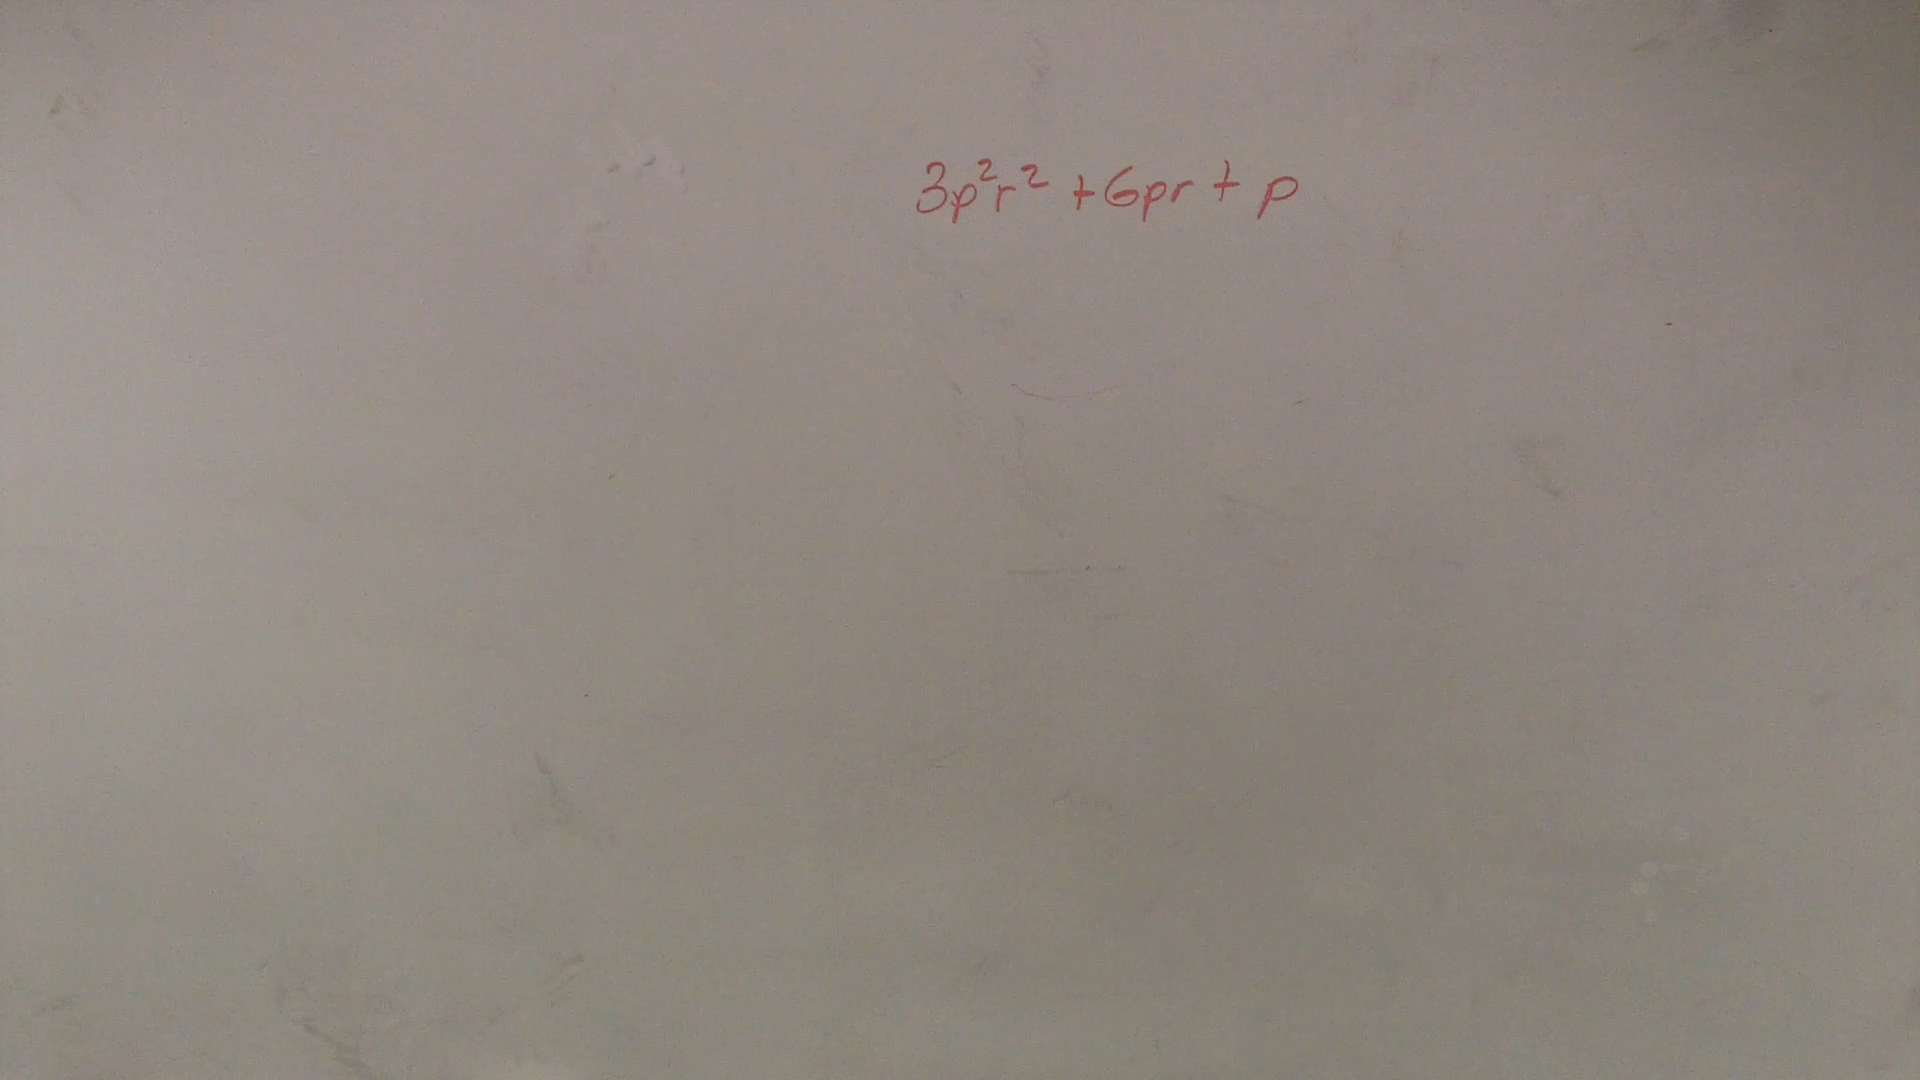 3p²r² + 6pr + p